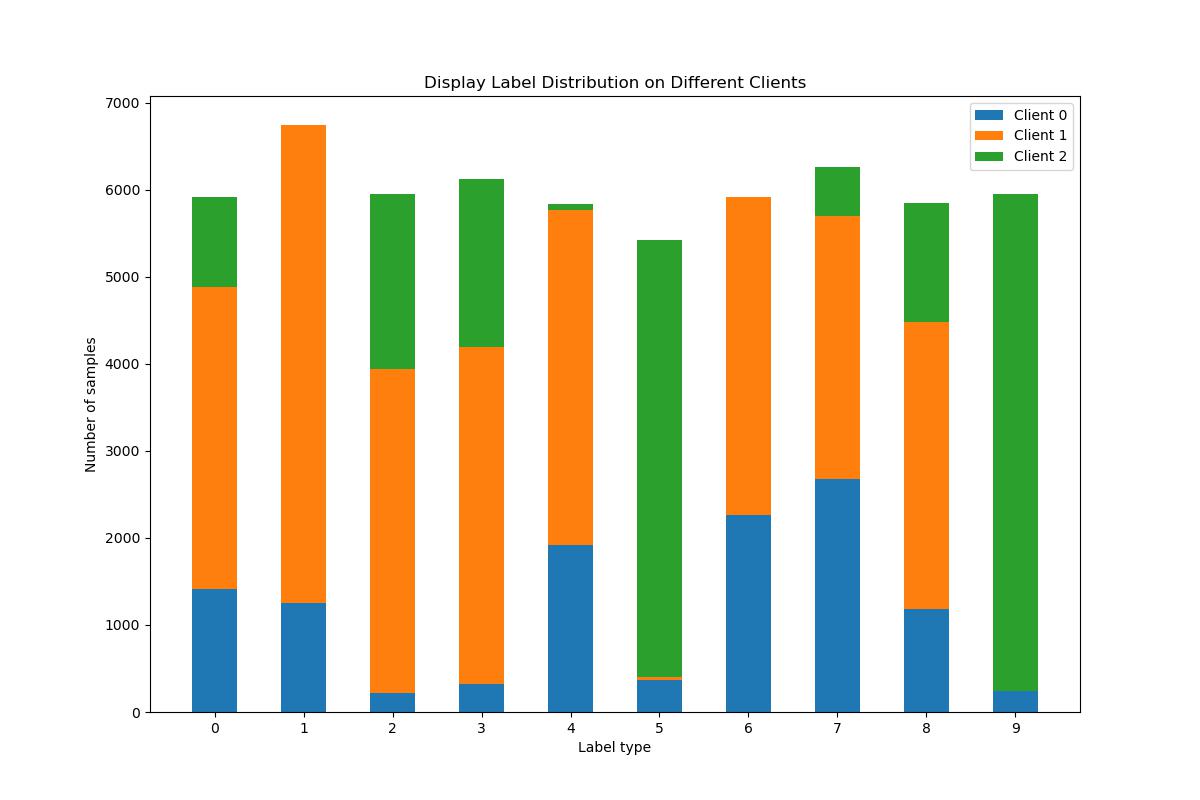 Display Label Distribution on Different Clients
7000
6000
5000
4000
3000
2000
1000
0
Number of samples
Client 0
Client 1
Client 2
0 1 2 3 4 5 6 7 8 9
Label type